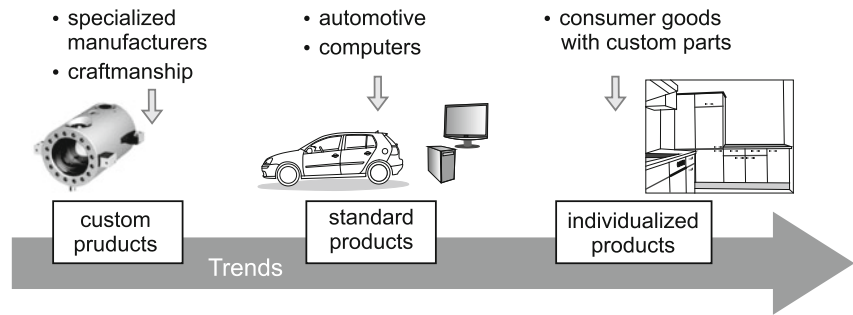 • specialized
manufacturers
• craftmanship
• automotive
• computers
• consumer goods
with custom parts
custom
pruducts
standard
products
individualized
products
Trends